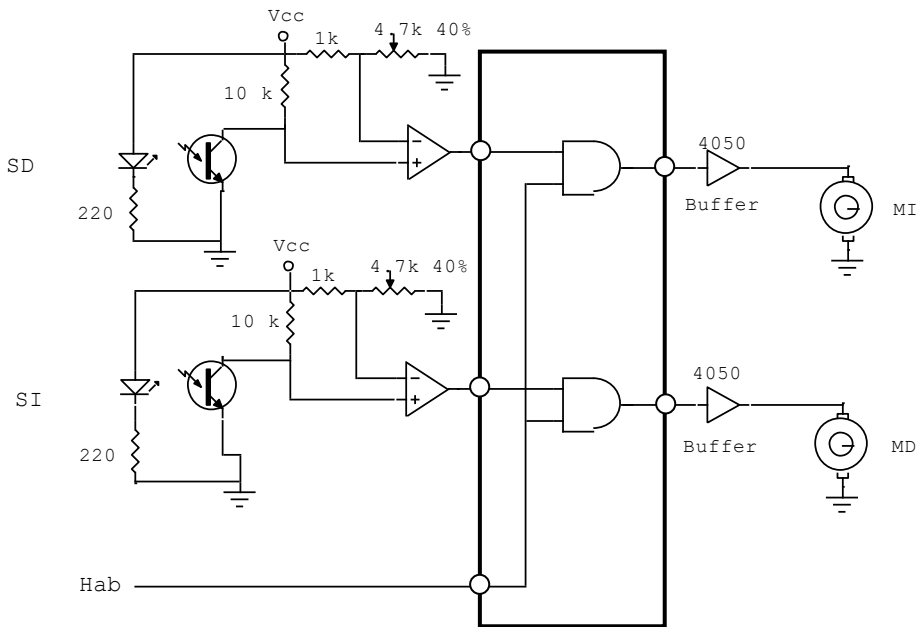 Vcc
1k
4.7k 40%
10 k
SD
220
4050
Buffer
MI
Vcc
1k
4.7k 40%
10 k
SI
220
4050
Buffer
MD
Hab